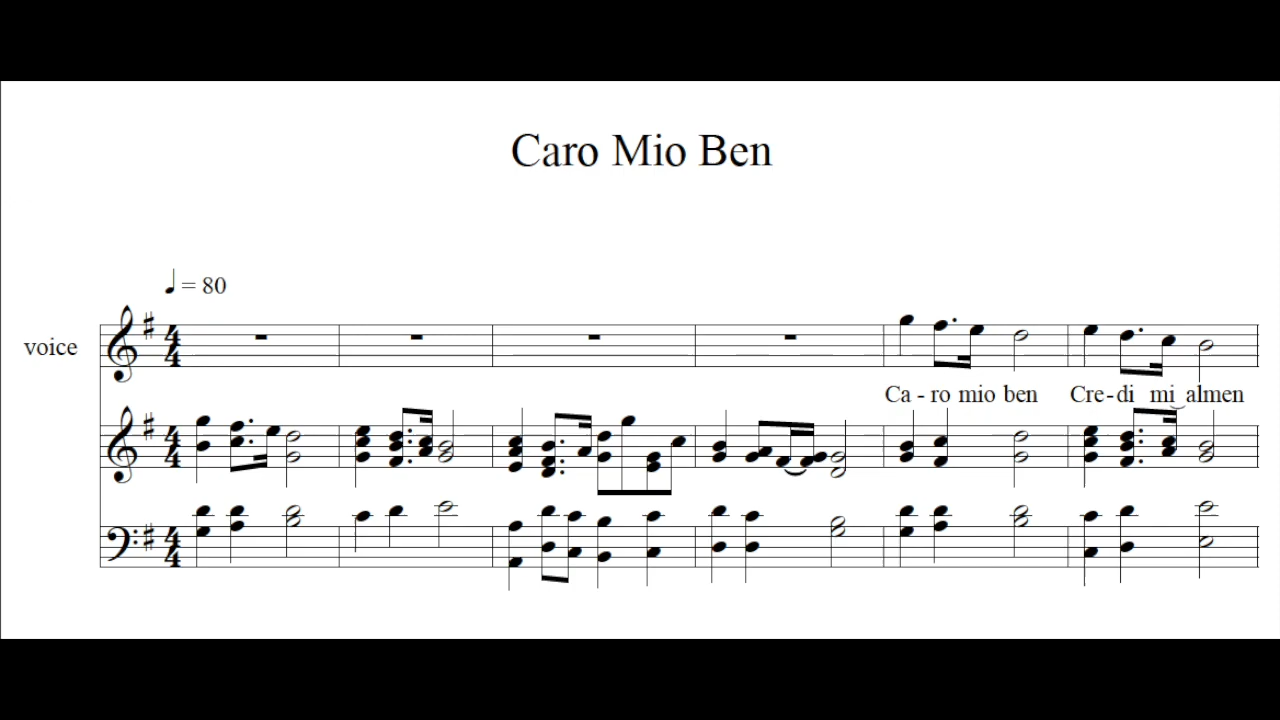 Caro Mio Ben
♩ = 80
voice
Ca - ro mio ben Cre - di mi‿almen